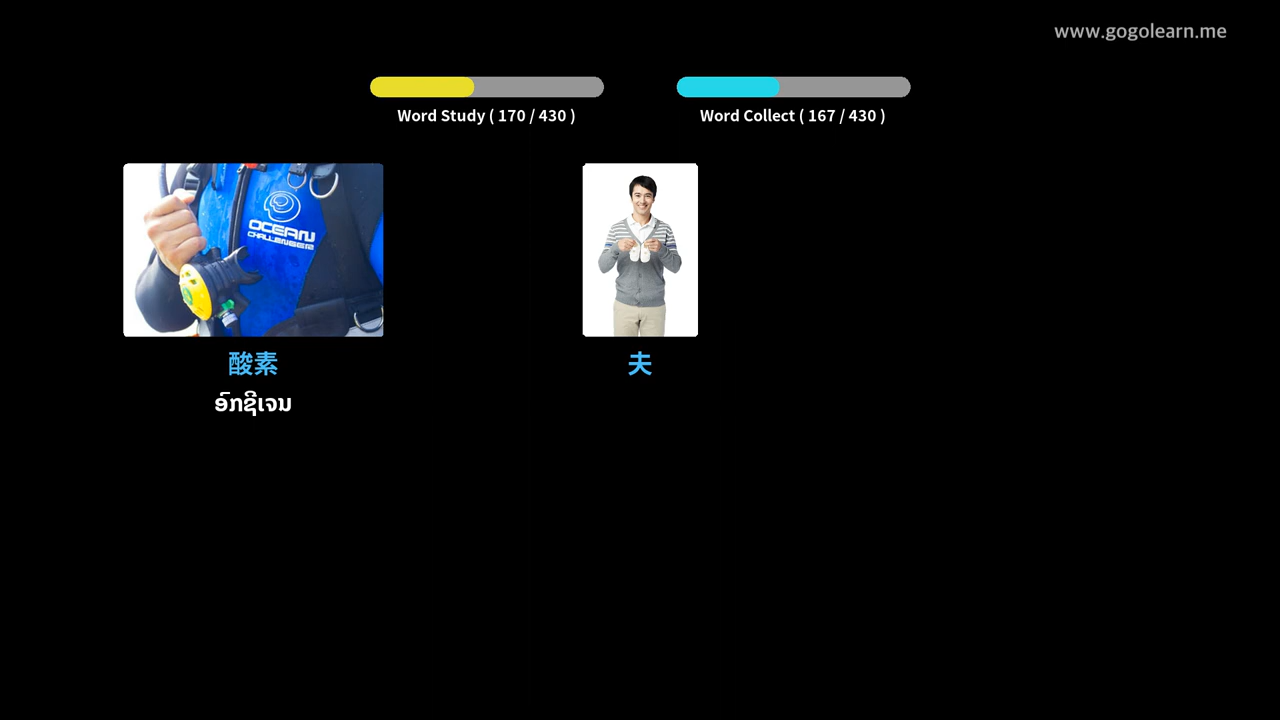 www.gogolearn.me
Word Study ( 170 / 430 )
Word Collect ( 167 / 430 )
OCEAN
CHALLENGER
酸素
夫
ອົກຊີເຈນ